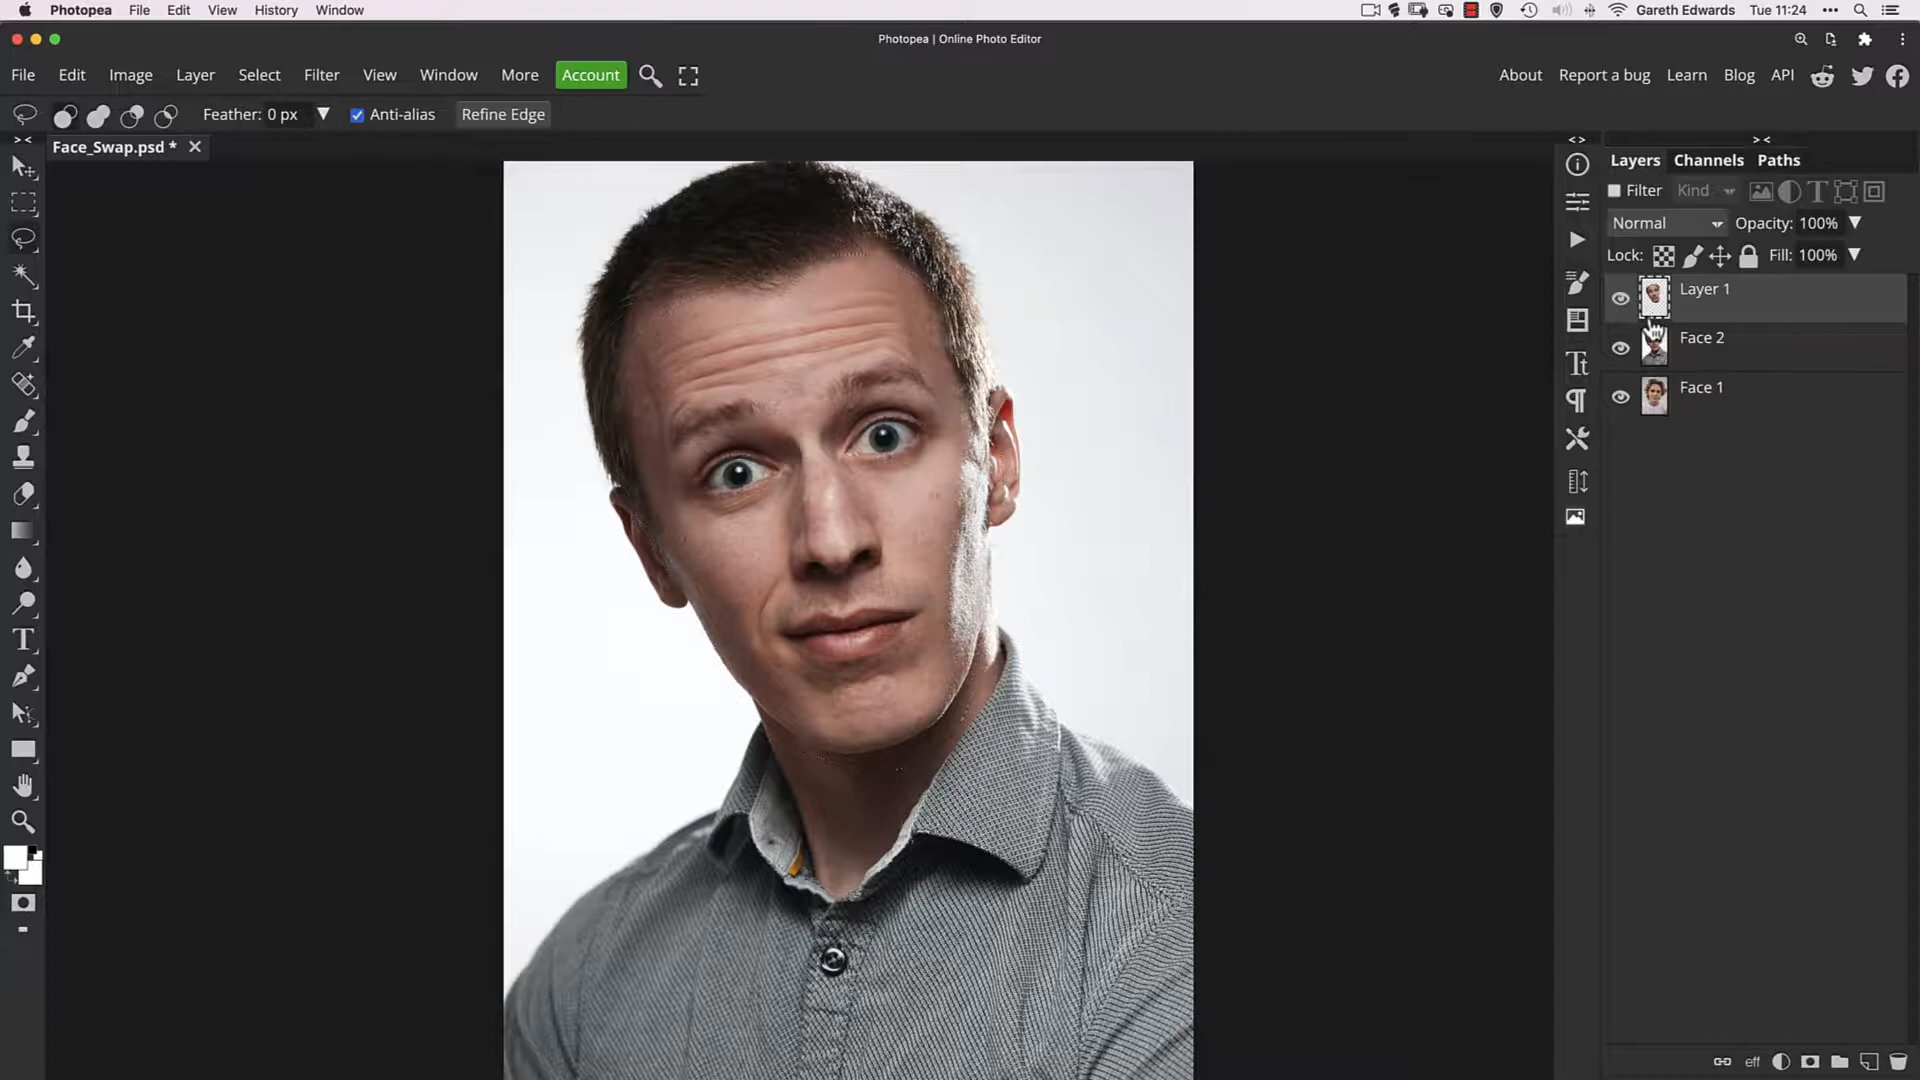 Photopea File Edit View History Window Gareth Edwards Tue 11:24
Photopea | Online Photo Editor
File Edit Image Layer Select Filter View Window More Account About Report a bug Learn Blog API
Feather: 0 px Anti-alias Refine Edge
Face_Swap.psd *
Layers Channels Paths
Filter Kind
Normal Opacity: 100%
Lock: Fill: 100%
Layer 1
Face 2
Face 1
eff